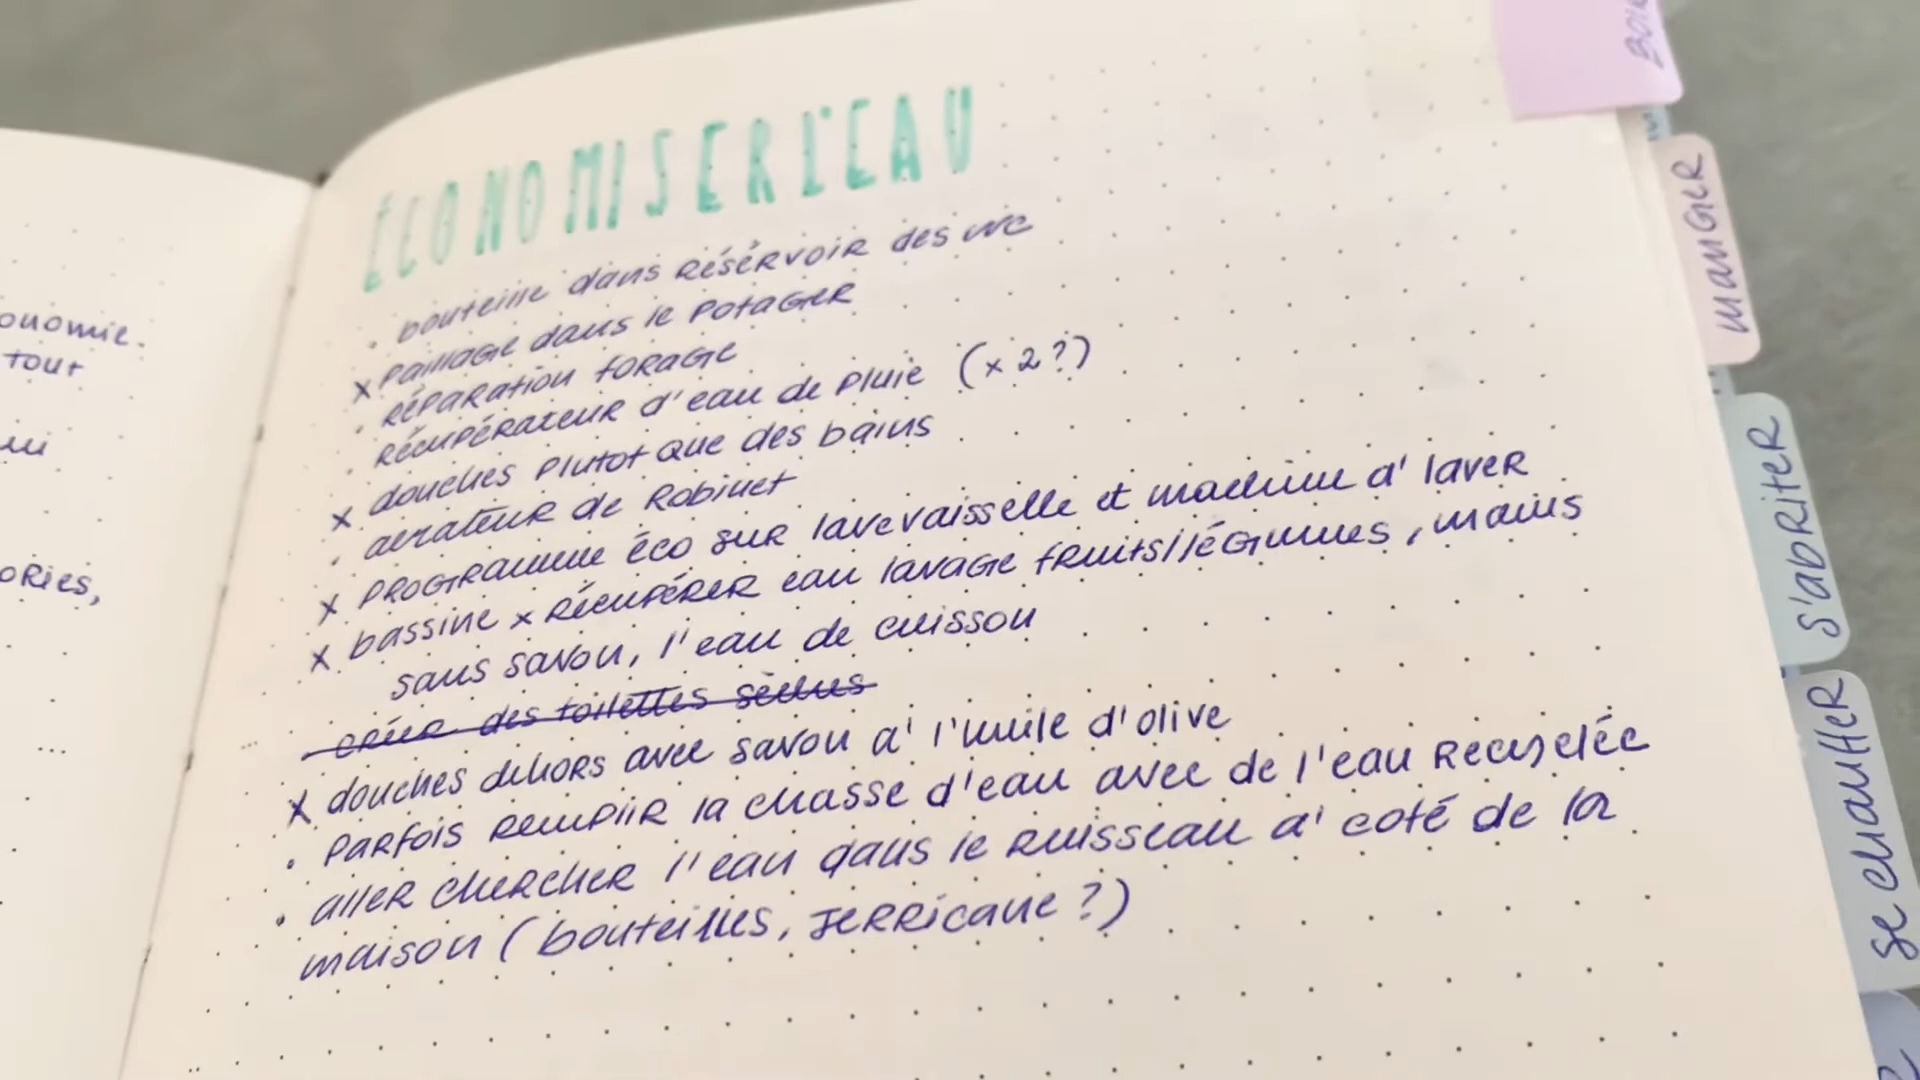 onomie.
tout
ories,
ÉCONOMISER L'EAU
. bouteille dans réservoir des wc
x paillage dans le potager
. réparation forage
. récupérateur d'eau de pluie (x2?)
x douches plutot que des bains
. aerateur de robinet
x programme éco sur lavevaisselle et machine à laver
x bassine x récupérer eau lavage fruits/légumes, mains
sans savon, l'eau de cuisson
créer des toilettes sèches
x douches dehors avec savon à l'huile d'olive
. parfois remplir la chasse d'eau avec de l'eau recyclée
. aller chercher l'eau dans le ruisseau à coté de la
maison (bouteilles, jerricane?)
manger
s'abriter
se chauffer